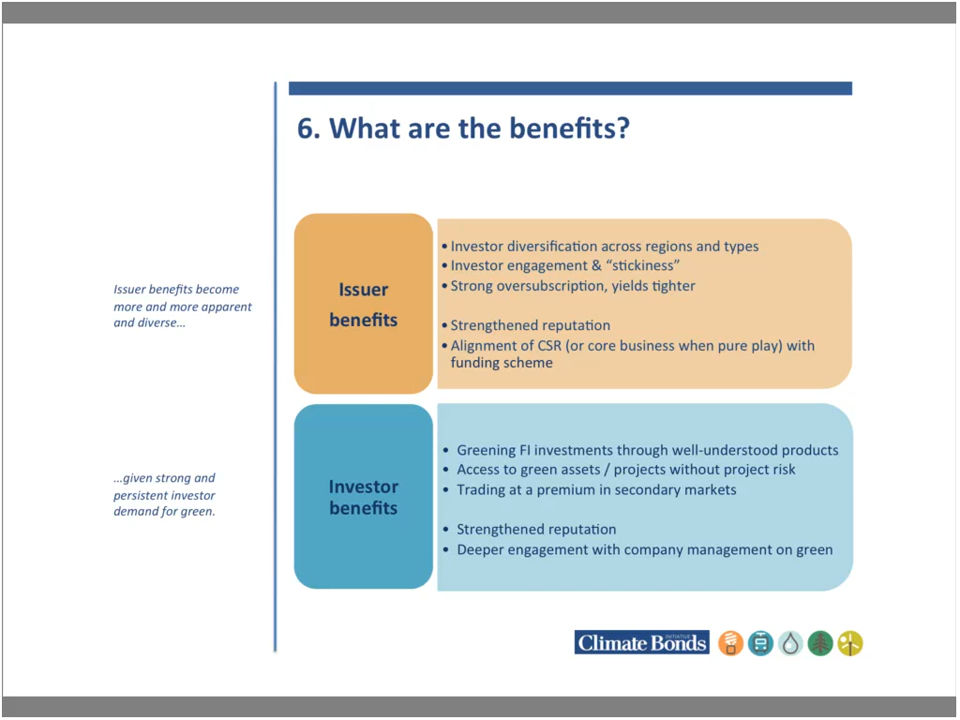 6. What are the benefits?
Issuer benefits become
more and more apparent
and diverse...
Issuer
benefits
• Investor diversification across regions and types
• Investor engagement & “stickiness”
• Strong oversubscription, yields tighter
• Strengthened reputation
• Alignment of CSR (or core business when pure play) with
funding scheme
...given strong and
persistent investor
demand for green.
Investor
benefits
• Greening FI investments through well-understood products
• Access to green assets / projects without project risk
• Trading at a premium in secondary markets
• Strengthened reputation
• Deeper engagement with company management on green
INITIATIVE
Climate Bonds